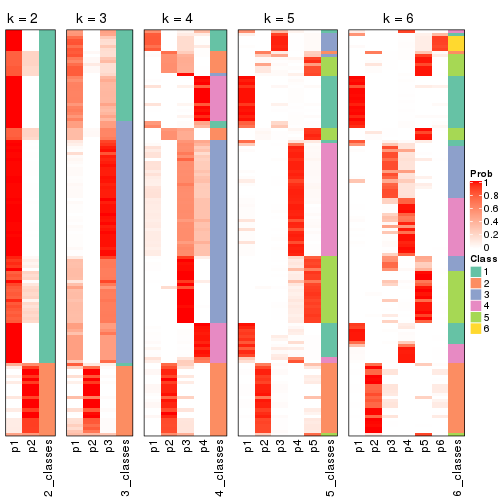 k = 2
k = 3
k = 4
k = 5
k = 6
Prob
1
0.8
0.6
0.4
0.2
0
Class
1
2
3
4
5
6
p1
p2
2_classes
p1
p2
p3
3_classes
p1
p2
p3
p4
4_classes
p1
p2
p3
p4
p5
5_classes
p1
p2
p3
p4
p5
p6
6_classes